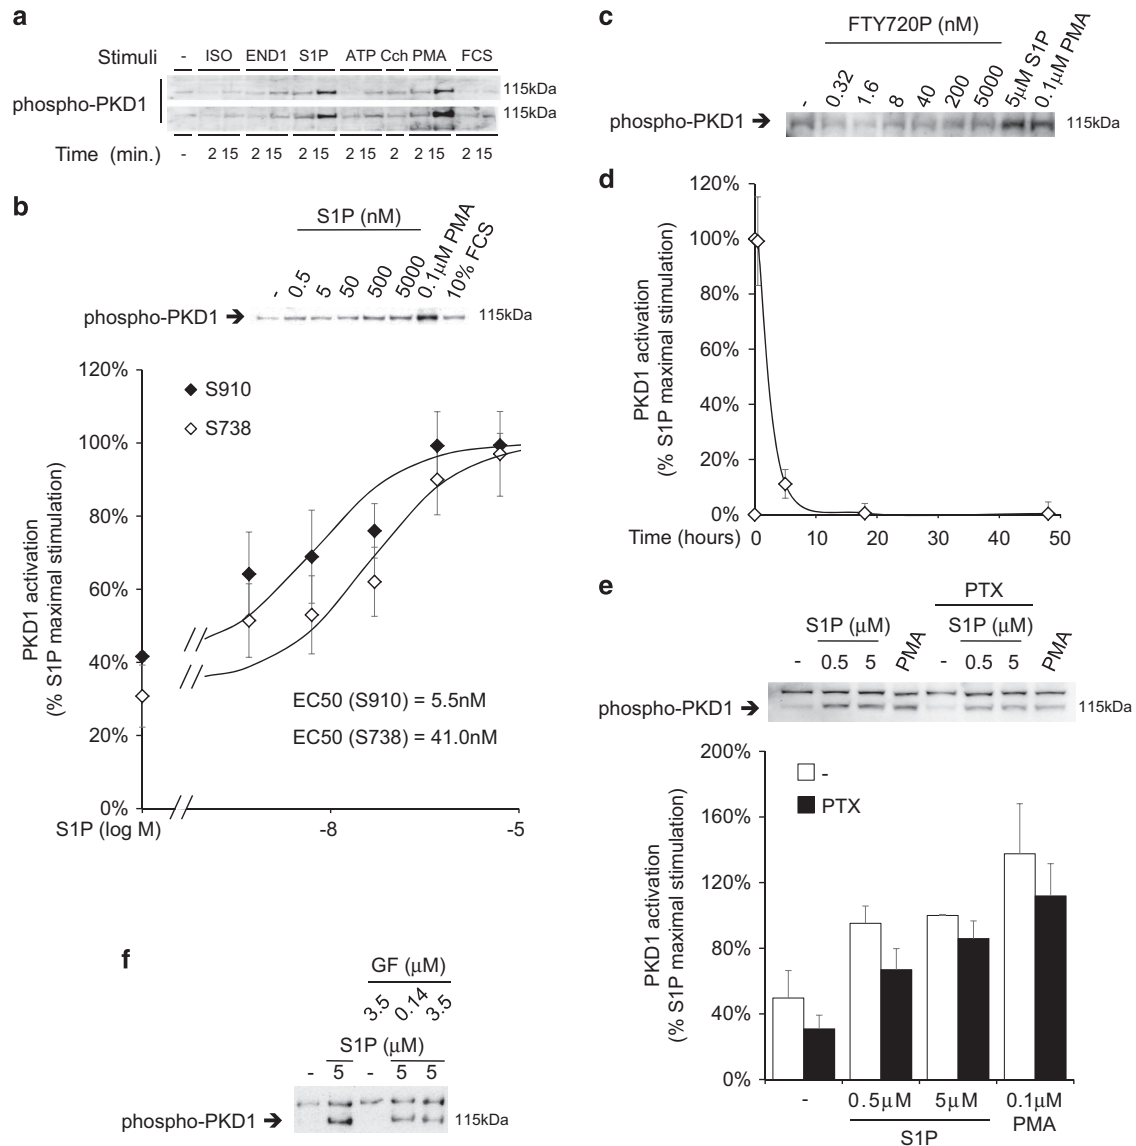 a
Stimuli - ISO END1 S1P ATP Cch PMA FCS
phospho-PKD1
115kDa
115kDa
Time (min.) - 2 15 2 15 2 15 2 15 2 2 15 2 15
b
S1P (nM)
- 0.5 5 50 500 5000 0.1μM PMA 10% FCS
phospho-PKD1 ➔ 115kDa
120%
100%
80%
60%
40%
20%
0%
PKD1 activation
(% S1P maximal stimulation)
S910
S738
EC50 (S910) = 5.5nM
EC50 (S738) = 41.0nM
S1P (log M) -8 -5
c
FTY720P (nM)
- 0.32 1.6 8 40 200 5000 5μM S1P 0.1μM PMA
phospho-PKD1 ➔ 115kDa
d
120%
100%
80%
60%
40%
20%
0%
PKD1 activation
(% S1P maximal stimulation)
Time (hours) 0 10 20 30 40 50
e
PTX
S1P (μM) S1P (μM)
- 0.5 5 PMA - 0.5 5 PMA
phospho-PKD1 ➔ 115kDa
200%
160%
120%
80%
40%
0%
PKD1 activation
(% S1P maximal stimulation)
-
PTX
- 0.5μM 5μM 0.1μM
PMA
S1P
f
GF (μM)
3.5 0.14 3.5
S1P (μM)
- 5 - 5 5
phospho-PKD1 ➔ 115kDa